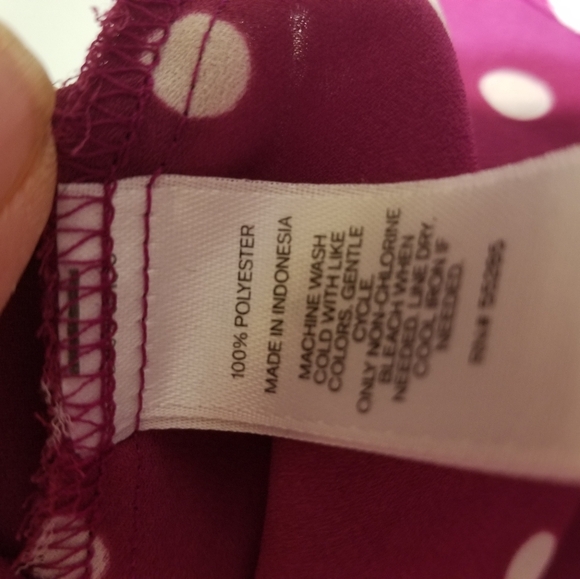 100% POLYESTER
MADE IN INDONESIA
MACHINE WASH
COLD WITH LIKE
COLORS, GENTLE
CYCLE
ONLY NON-CHLORINE
BLEACH WHEN
NEEDED. LINE DRY.
COOL IRON IF
NEEDED.
RN#